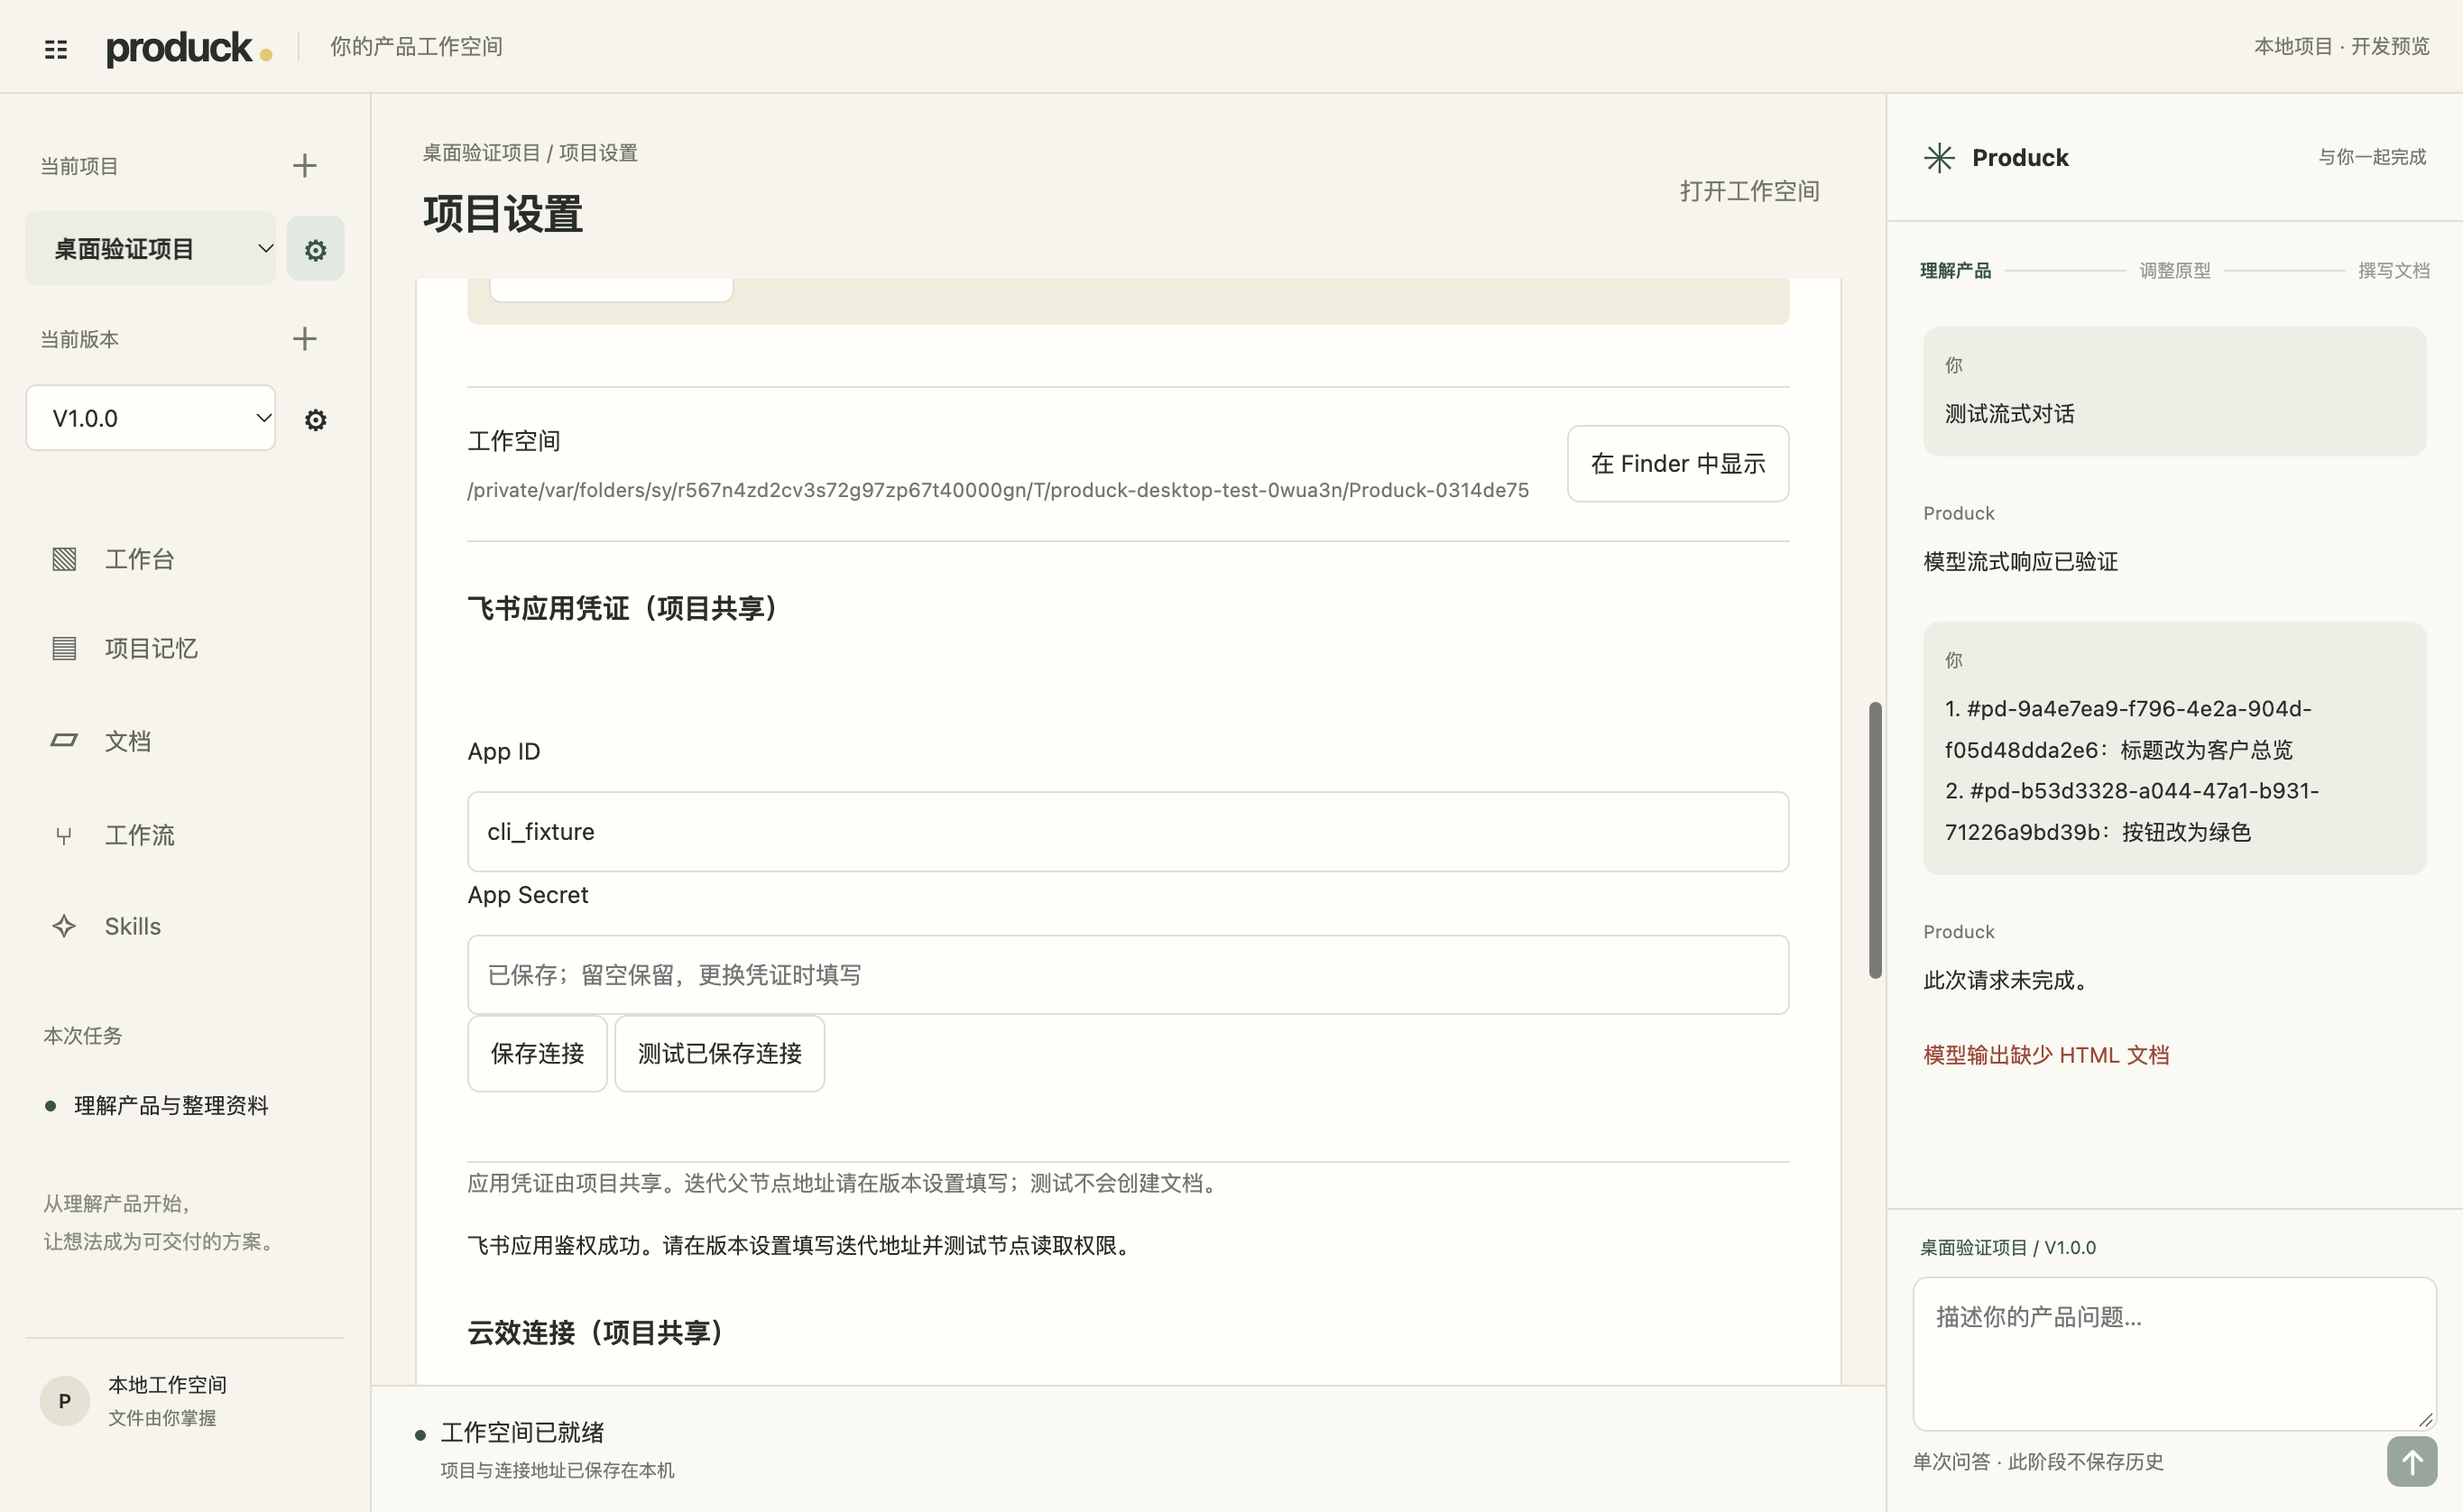 produck
你的产品工作空间
本地项目 · 开发预览
当前项目
桌面验证项目
当前版本
V1.0.0
工作台
项目记忆
文档
工作流
Skills
本次任务
理解产品与整理资料
从理解产品开始，
让想法成为可交付的方案。
P
本地工作空间
文件由你掌握
桌面验证项目 / 项目设置
项目设置
打开工作空间
工作空间
/private/var/folders/sy/r567n4zd2cv3s72g97zp67t40000gn/T/produck-desktop-test-0wua3n/Produck-0314de75
在 Finder 中显示
飞书应用凭证（项目共享）
App ID
cli_fixture
App Secret
已保存；留空保留，更换凭证时填写
保存连接
测试已保存连接
应用凭证由项目共享。迭代父节点地址请在版本设置填写；测试不会创建文档。
飞书应用鉴权成功。请在版本设置填写迭代地址并测试节点读取权限。
云效连接（项目共享）
工作空间已就绪
项目与连接地址已保存在本机
Produck
与你一起完成
理解产品
调整原型
撰写文档
你
测试流式对话
Produck
模型流式响应已验证
你
1. #pd-9a4e7ea9-f796-4e2a-904d-
f05d48dda2e6：标题改为客户总览
2. #pd-b53d3328-a044-47a1-b931-
71226a9bd39b：按钮改为绿色
Produck
此次请求未完成。
模型输出缺少 HTML 文档
桌面验证项目 / V1.0.0
描述你的产品问题...
单次问答 · 此阶段不保存历史